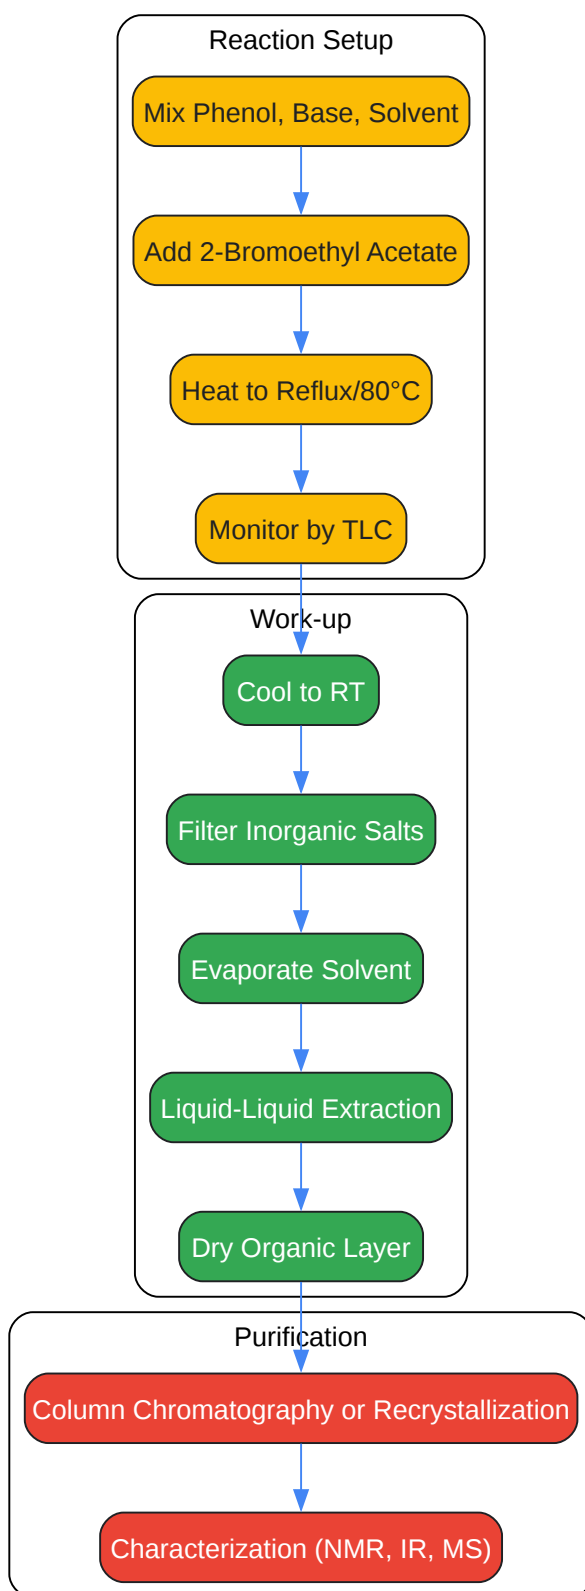 Reaction Setup
Mix Phenol, Base, Solvent
Add 2-Bromoethyl Acetate
Heat to Reflux/80°C
Monitor by TLC
Work-up
Cool to RT
Filter Inorganic Salts
Evaporate Solvent
Liquid-Liquid Extraction
Dry Organic Layer
Purification
Column Chromatography or Recrystallization
Characterization (NMR, IR, MS)